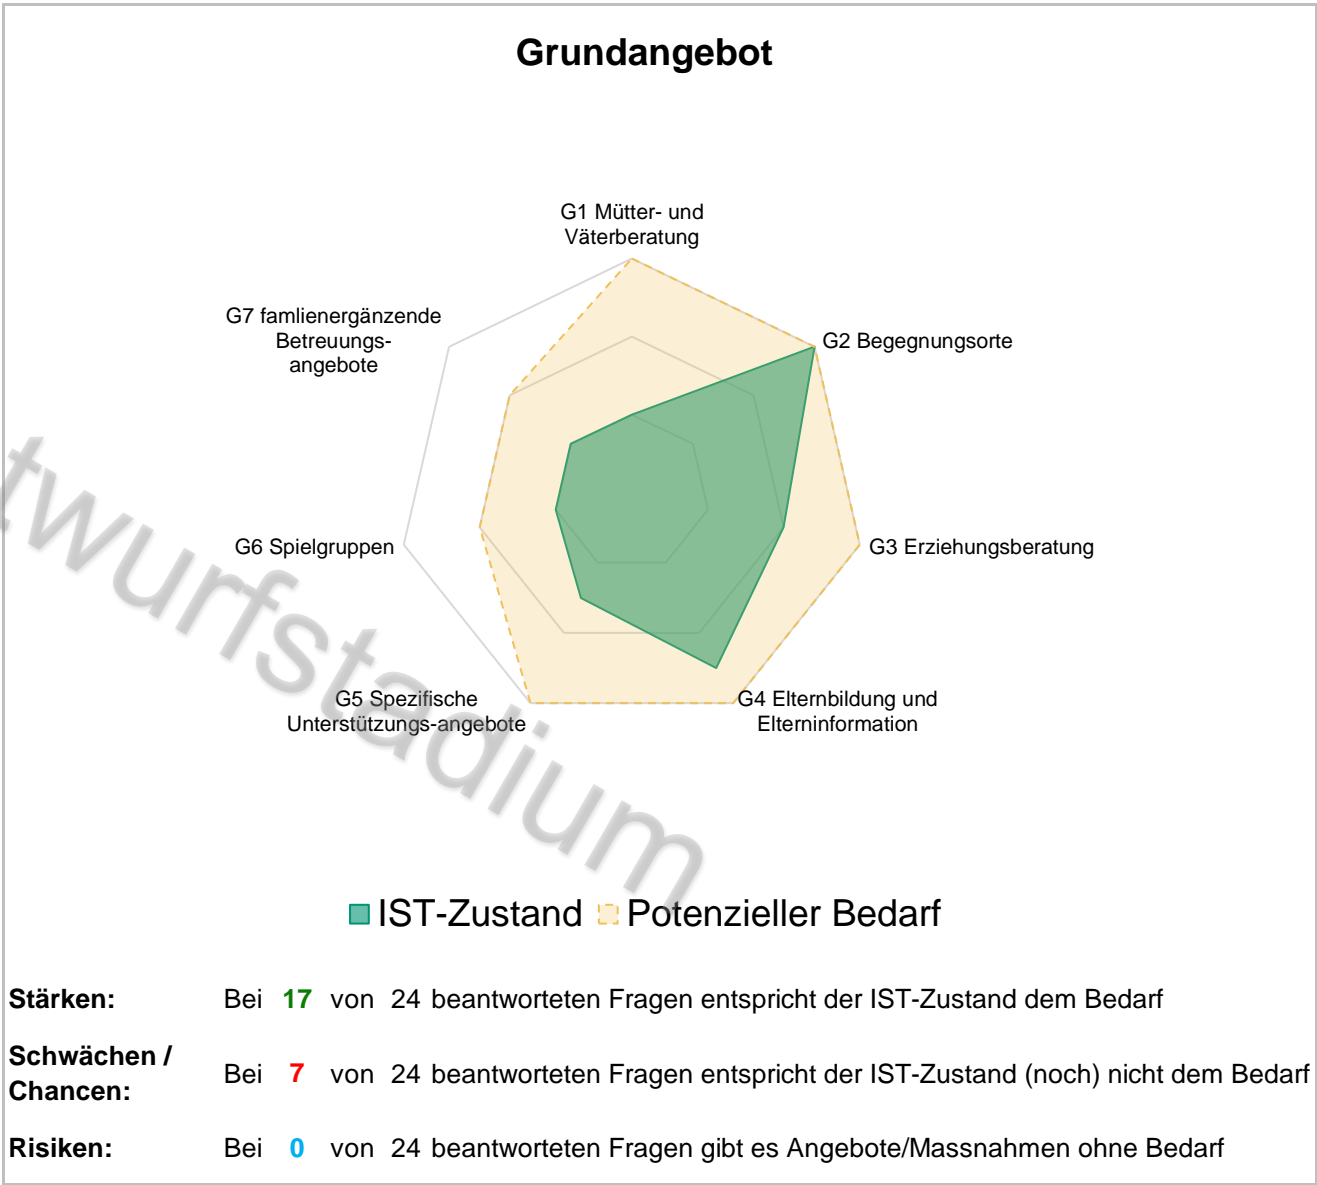 Grundangebot
G1 Mütter- und
Väterberatung
G2 Begegnungsorte
G3 Erziehungsberatung
G4 Elternbildung und
Elterninformation
G5 Spezifische
Unterstützungs-angebote
G6 Spielgruppen
G7 famlienergänzende
Betreuungs-
angebote
twurfstadium
IST-Zustand Potenzieller Bedarf
Stärken: Bei 17 von 24 beantworteten Fragen entspricht der IST-Zustand dem Bedarf
Schwächen /
Chancen: Bei 7 von 24 beantworteten Fragen entspricht der IST-Zustand (noch) nicht dem Bedarf
Risiken: Bei 0 von 24 beantworteten Fragen gibt es Angebote/Massnahmen ohne Bedarf